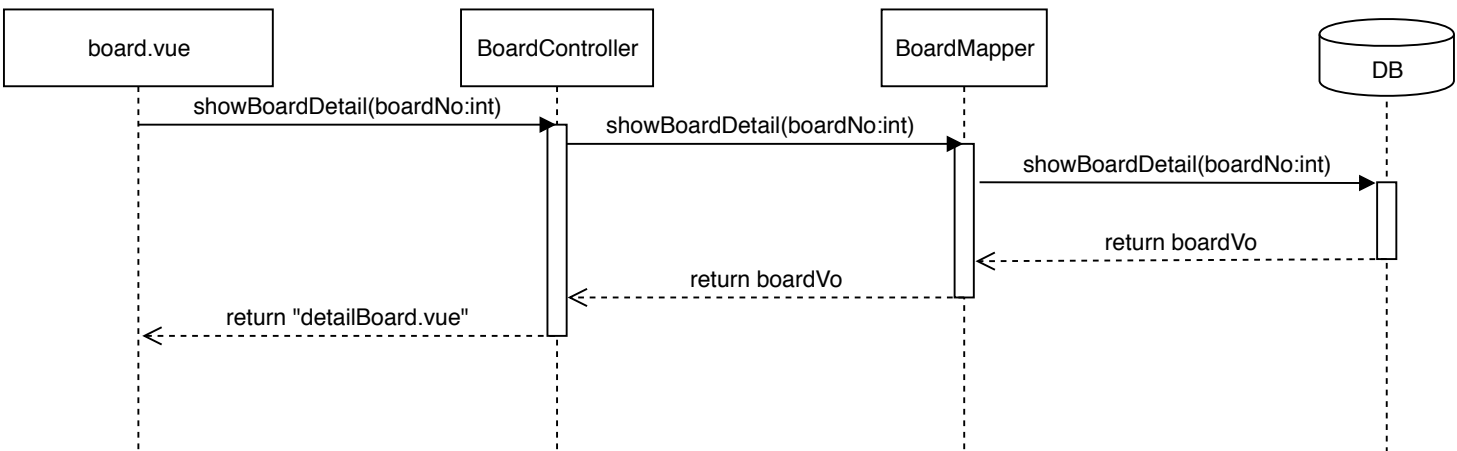 board.vue
BoardController
BoardMapper
DB
showBoardDetail(boardNo:int)
showBoardDetail(boardNo:int)
showBoardDetail(boardNo:int)
return boardVo
return boardVo
return "detailBoard.vue"